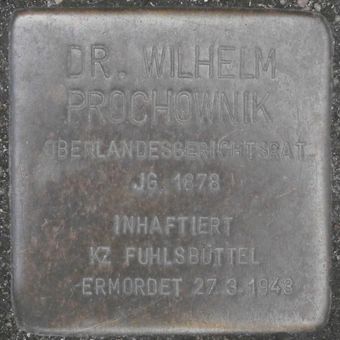 DR. WILHELM
PROCHOWNIK
OBERLANDESGERICHTSRAT
JG. 1878
INHAFTIERT
KZ FUHLSBÜTTEL
ERMORDET 27.3.1943